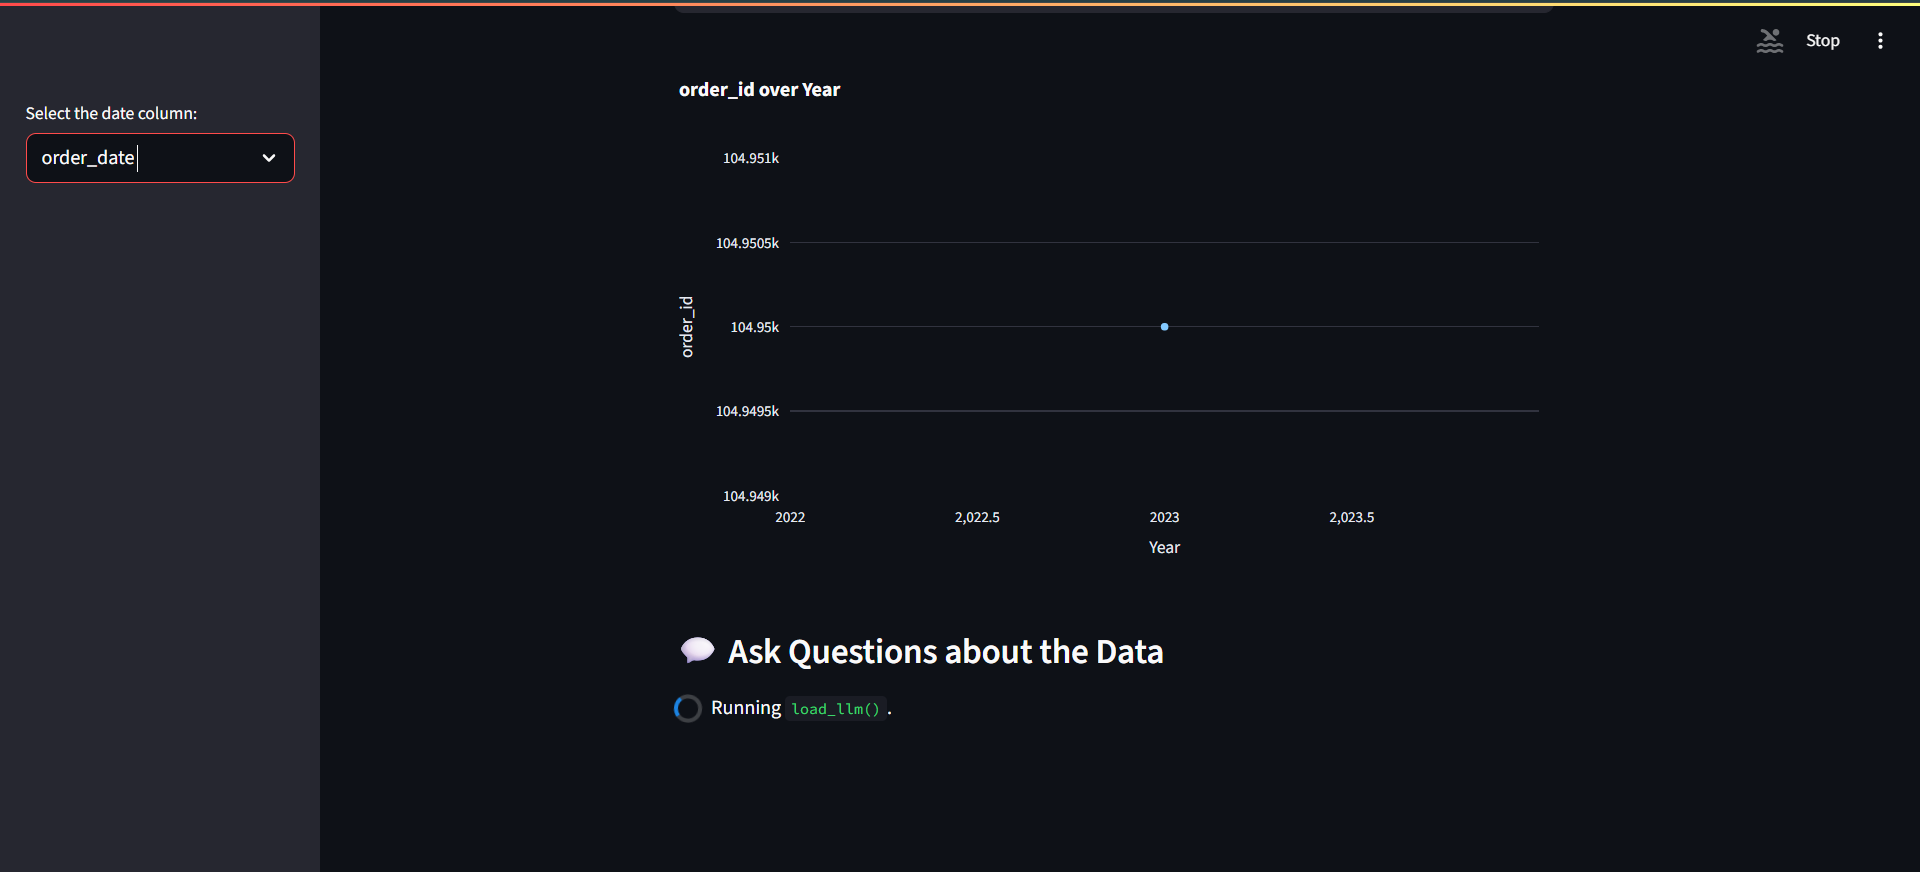 Stop
Select the date column:
order_date
order_id over Year
104.951k
104.9505k
104.95k
104.9495k
104.949k
order_id
2022
2,022.5
2023
2,023.5
Year
Ask Questions about the Data
Running load_llm().